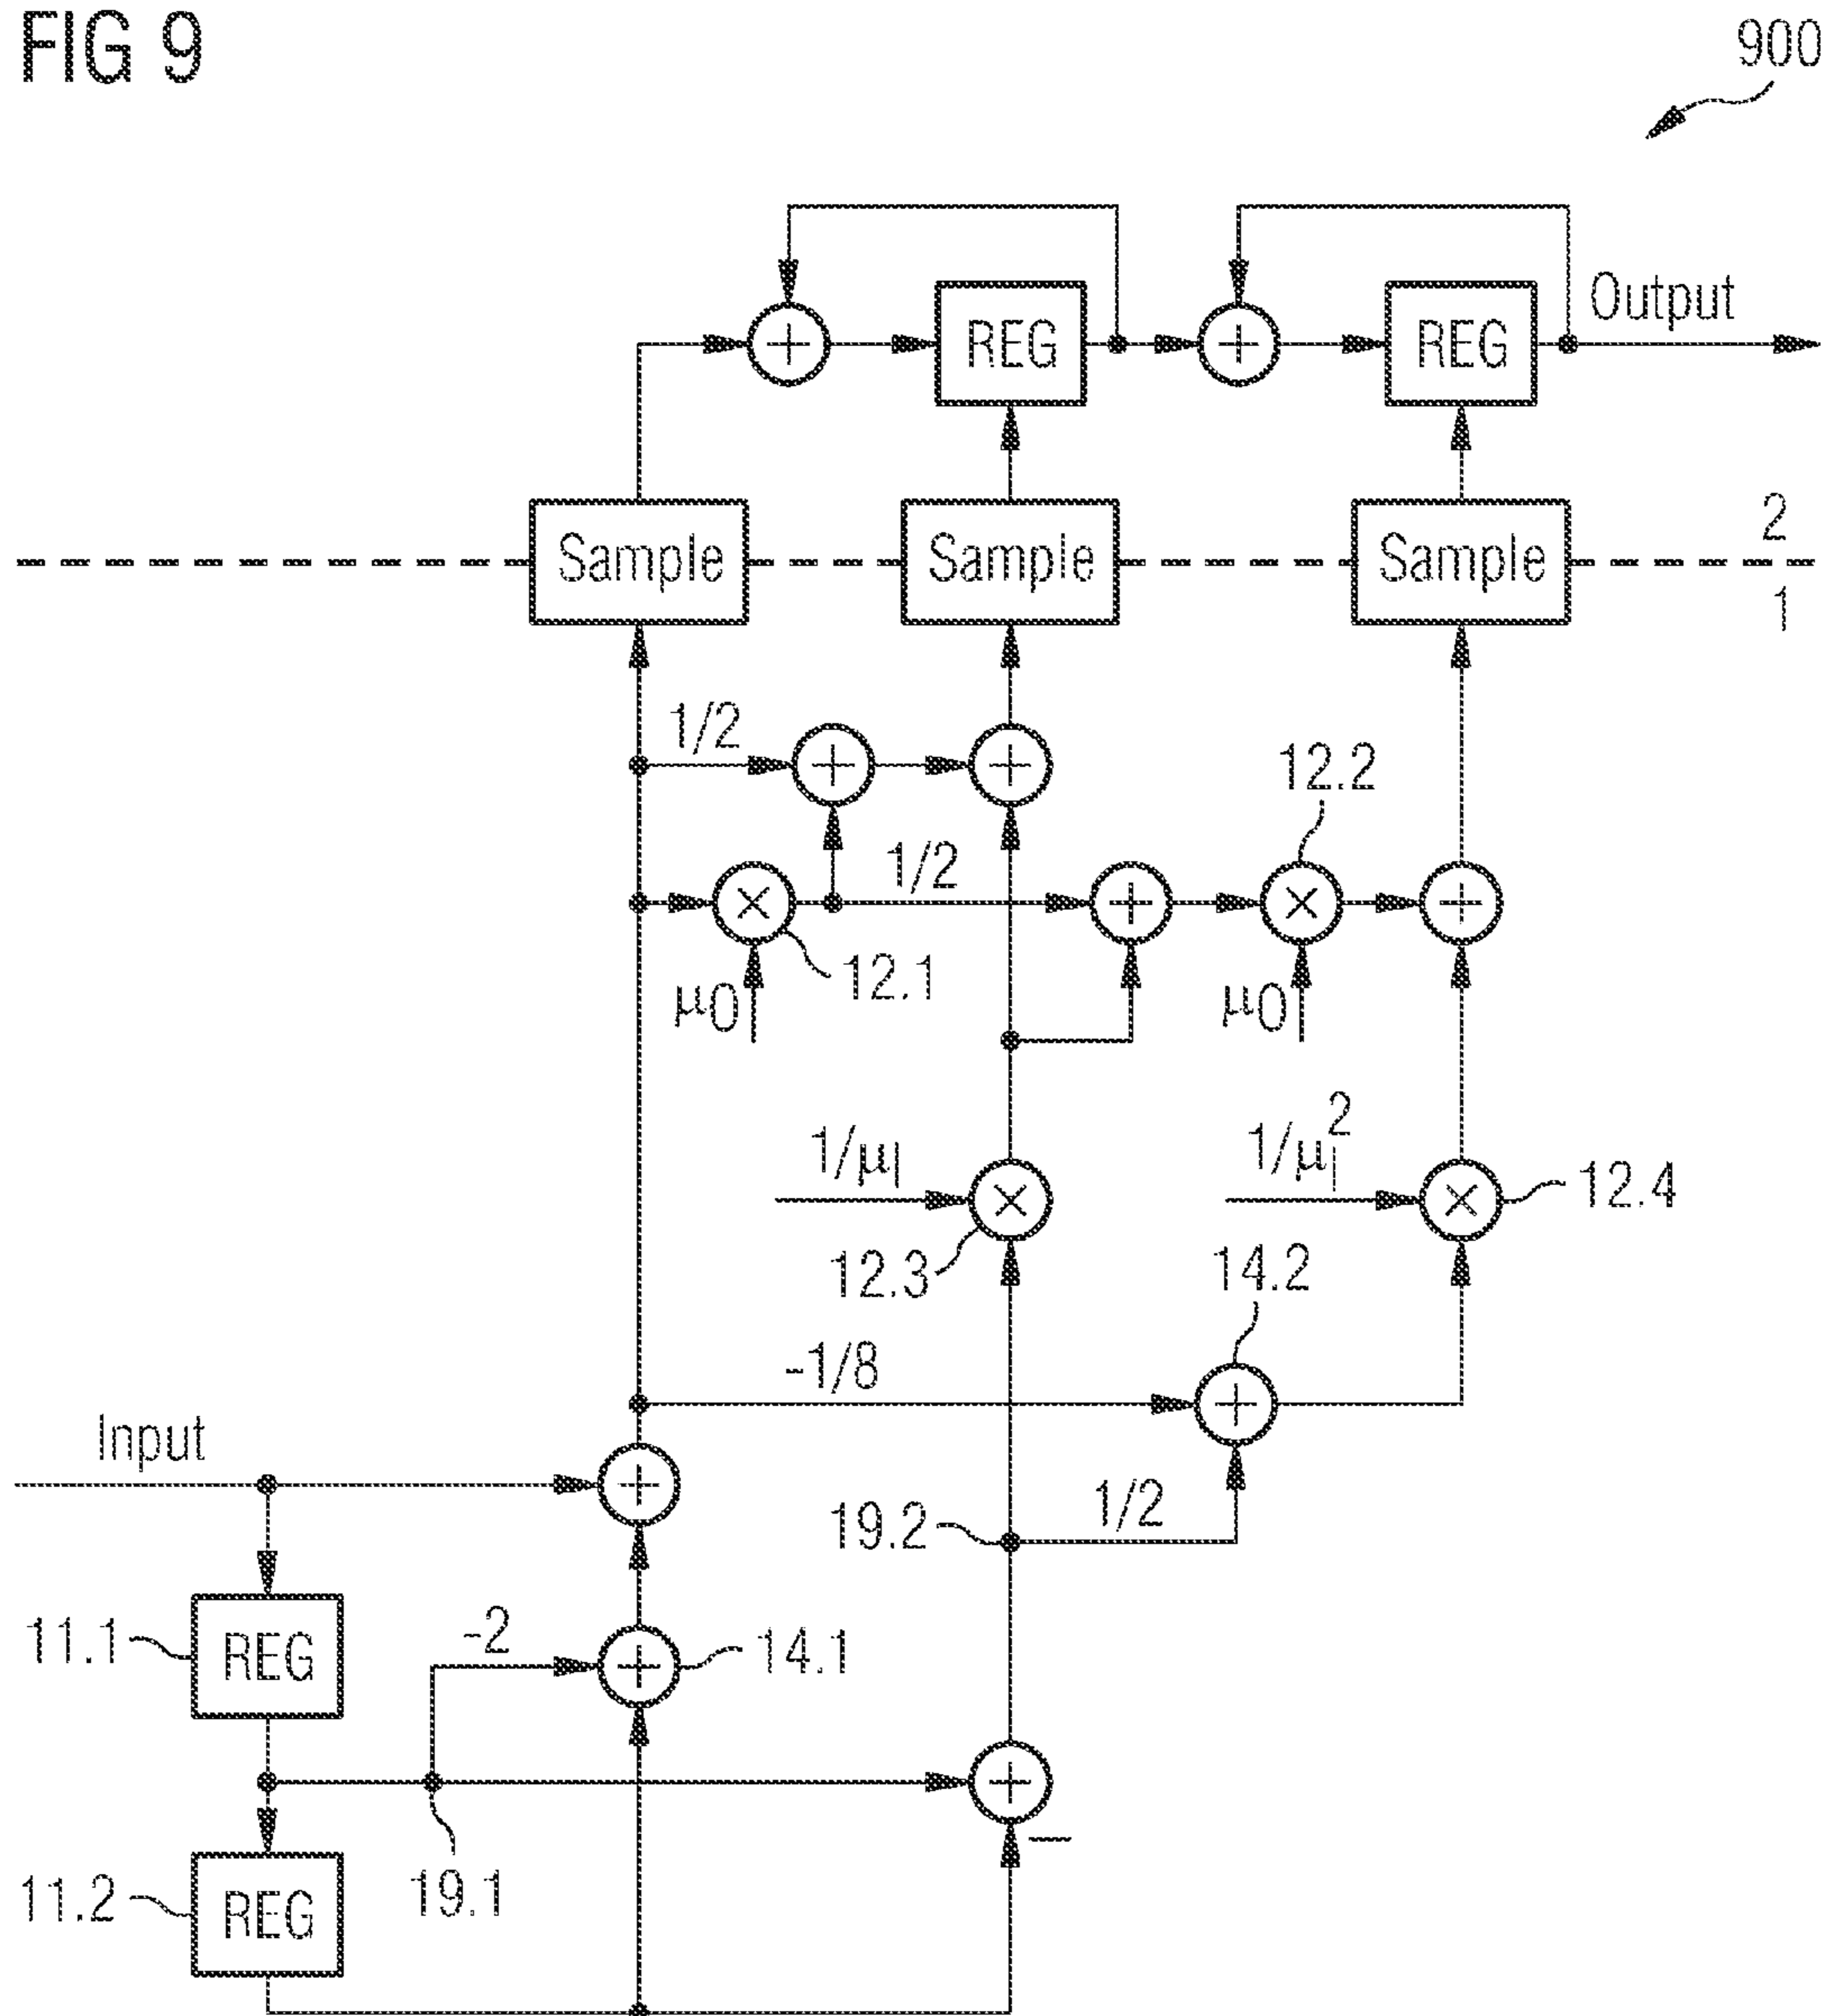 FIG 9
900
Output
+
REG
+
REG
Sample
Sample
Sample
2
1
1/2
+
+
12.2
1/2
×
+
×
+
12.1
μ0
μ0
1/μI
1/μI²
×
×
12.4
12.3
14.2
-1/8
+
Input
+
19.2
1/2
11.1
REG
-2
+
14.1
+
−
11.2
REG
19.1